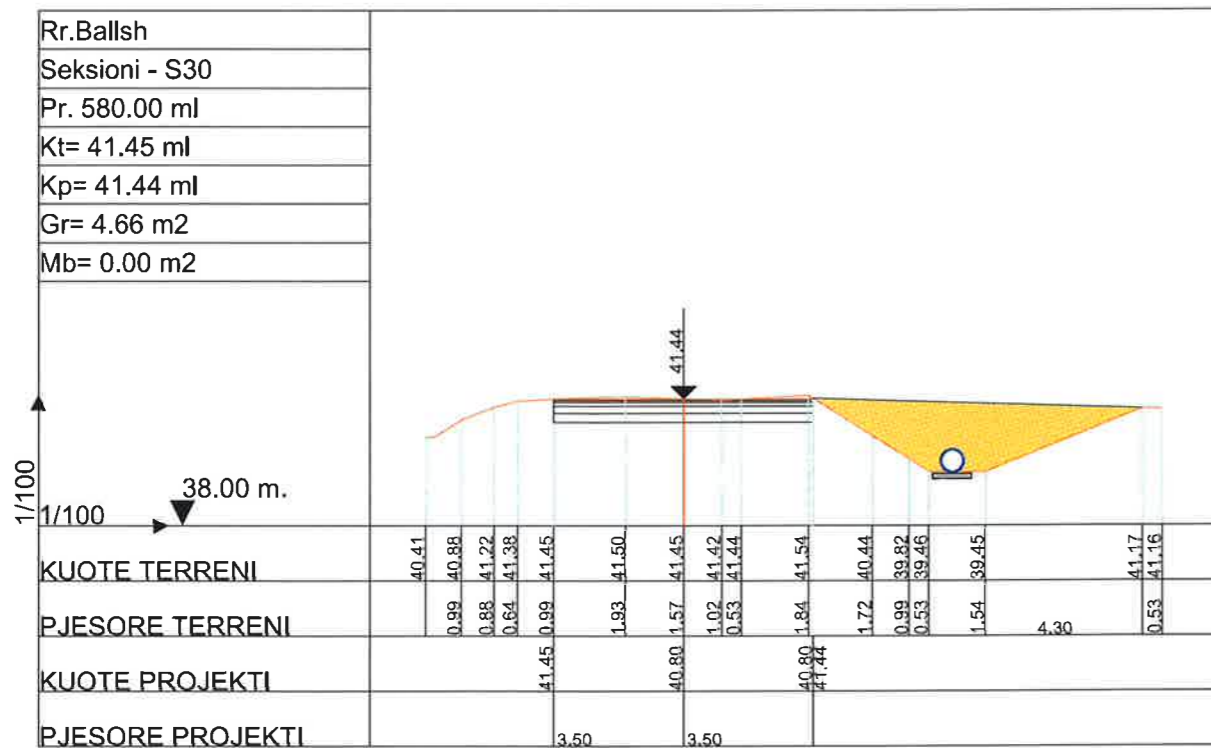 Rr.Ballsh
Seksioni - S30
Pr. 580.00 ml
Kt= 41.45 ml
Kp= 41.44 ml
Gr= 4.66 m2
Mb= 0.00 m2
41.44
1/100
38.00 m.
1/100
KUOTE TERRENI 40.41 40.88 41.22 41.38 41.45 41.50 41.45 41.42 41.44 41.54 40.44 39.82 39.46 39.45 41.17 41.16
PJESORE TERRENI 0.99 0.88 0.64 0.99 1.93 1.57 1.02 0.53 1.84 1.72 0.99 0.53 1.54 4.30 0.53
KUOTE PROJEKTI 41.45 40.80 40.80 41.44
PJESORE PROJEKTI 3.50 3.50